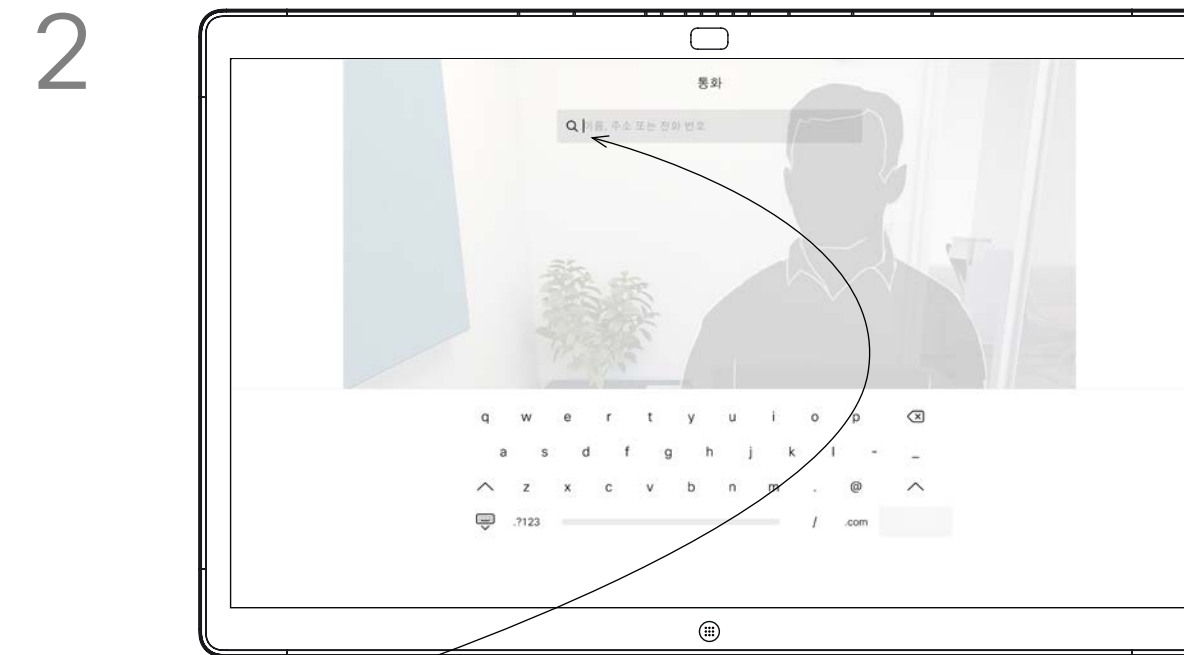 2
통화
이름, 주소 또는 전화 번호
q w e r t y u i o p
a s d f g h j k l - _
z x c v b n m . @
.?123 / .com